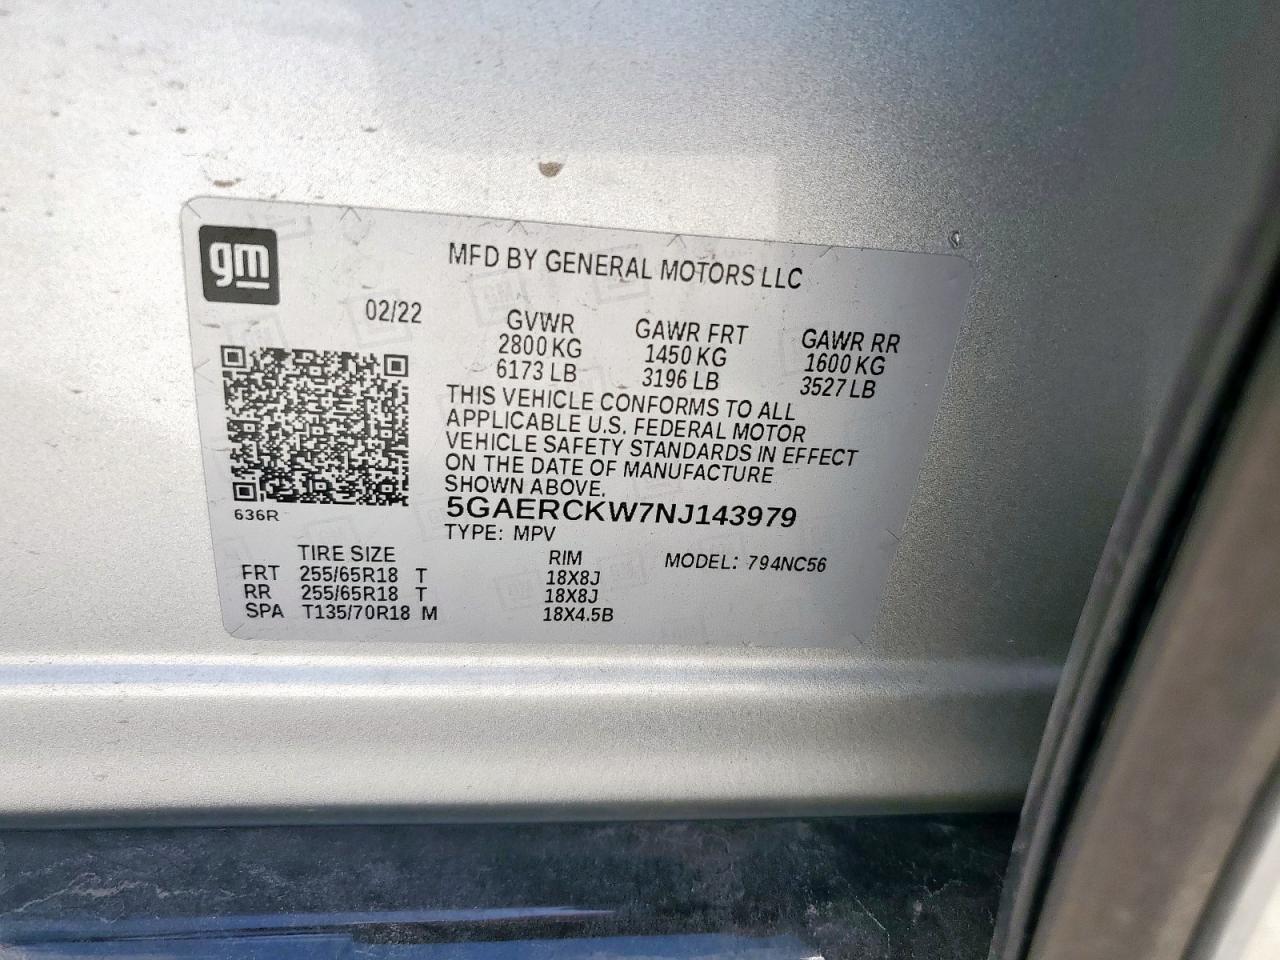 gm
MFD BY GENERAL MOTORS LLC
02/22
GVWR GAWR FRT GAWR RR
2800 KG 1450 KG 1600 KG
6173 LB 3196 LB 3527 LB
THIS VEHICLE CONFORMS TO ALL
APPLICABLE U.S. FEDERAL MOTOR
VEHICLE SAFETY STANDARDS IN EFFECT
ON THE DATE OF MANUFACTURE
SHOWN ABOVE.
636R
5GAERCKW7NJ143979
TYPE: MPV
TIRE SIZE RIM MODEL: 794NC56
FRT 255/65R18 T 18X8J
RR 255/65R18 T 18X8J
SPA T135/70R18 M 18X4.5B